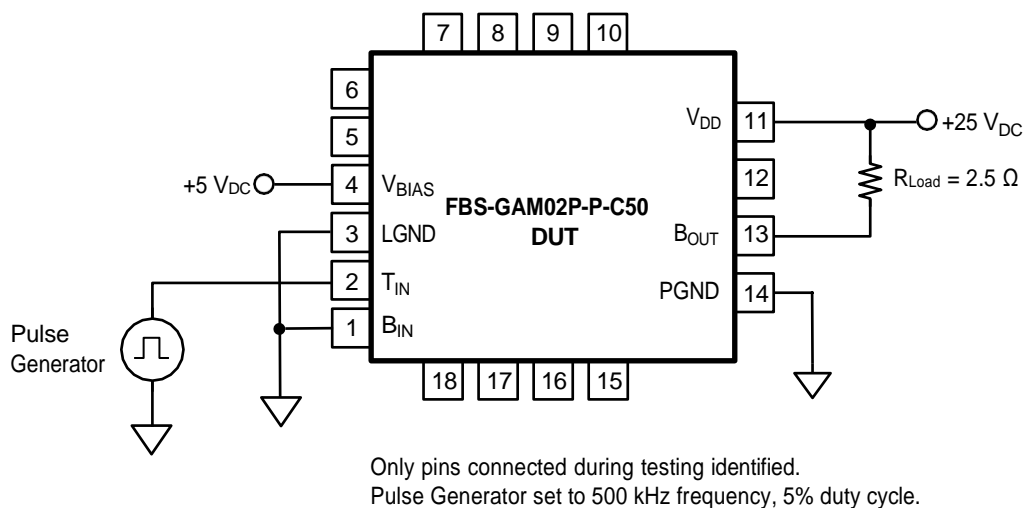 7 8 9 10
6
5
+5 VDC 4 VBIAS
3 LGND
2 TIN
1 BIN
FBS-GAM02P-P-C50
DUT
VDD 11 +25 VDC
12
RLoad = 2.5 Ω
BOUT 13
PGND 14
Pulse
Generator
18 17 16 15
Only pins connected during testing identified.
Pulse Generator set to 500 kHz frequency, 5% duty cycle.